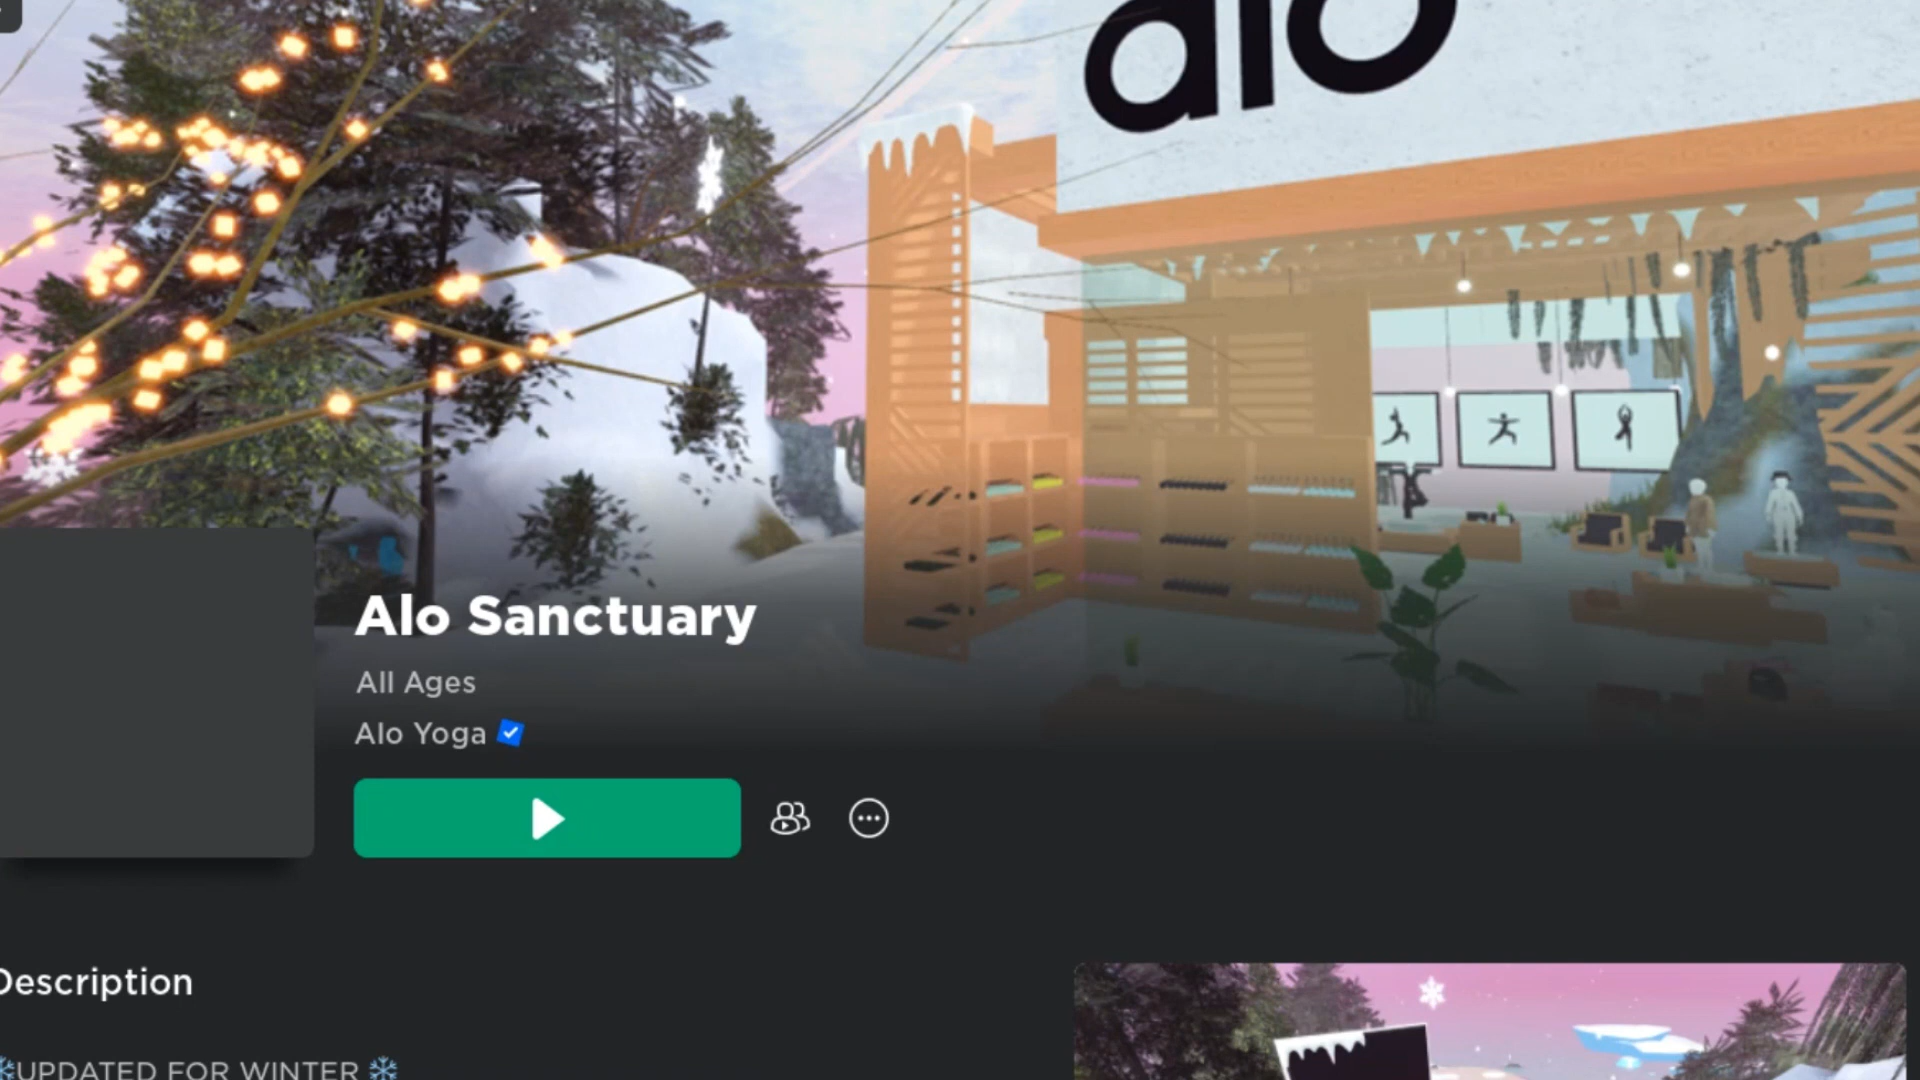 alo
Alo Sanctuary
All Ages
Alo Yoga
Description
❄UPDATED FOR WINTER ❄